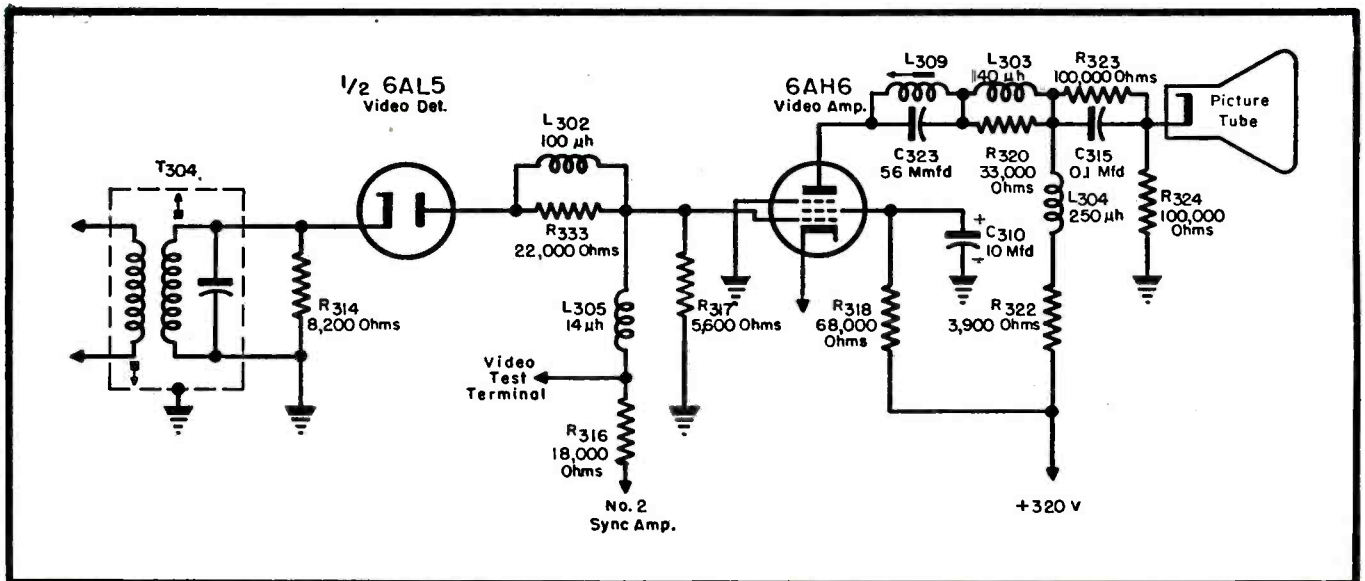 1/2 6AL5
Video Det.
T304
R314
8,200 Ohms
L302
100 μh
R333
22,000 Ohms
L305
14 μh
Video
Test
Terminal
R316
18,000
Ohms
No. 2
Sync Amp.
R317
5,600 Ohms
6AH6
Video Amp.
L309
C323
56 Mmfd
L303
140 μh
R320
33,000
Ohms
R323
100,000 Ohms
C315
0.1 Mfd
Picture
Tube
L304
250 μh
R324
100,000
Ohms
+
C310
10 Mfd
-
R318
68,000
Ohms
R322
3,900 Ohms
+320 V